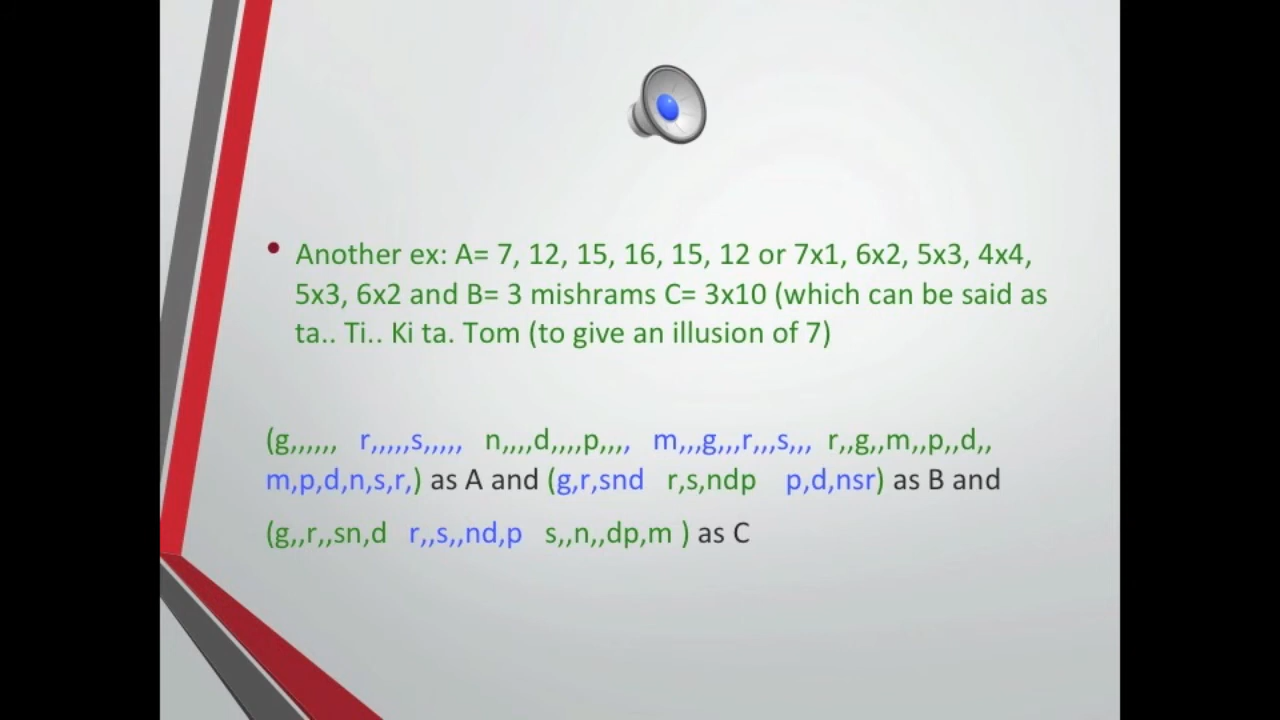 • Another ex: A= 7, 12, 15, 16, 15, 12 or 7x1, 6x2, 5x3, 4x4,
5x3, 6x2 and B= 3 mishrams C= 3x10 (which can be said as
ta.. Ti.. Ki ta. Tom (to give an illusion of 7)
(g,,,,,, r,,,,,s,,,,, n,,,,d,,,,p,,,, m,,,g,,,r,,,s,,, r,,g,,m,,p,,d,,
m,p,d,n,s,r,) as A and (g,r,snd r,s,ndp p,d,nsr) as B and
(g,,r,,sn,d r,,s,,nd,p s,,n,,dp,m ) as C